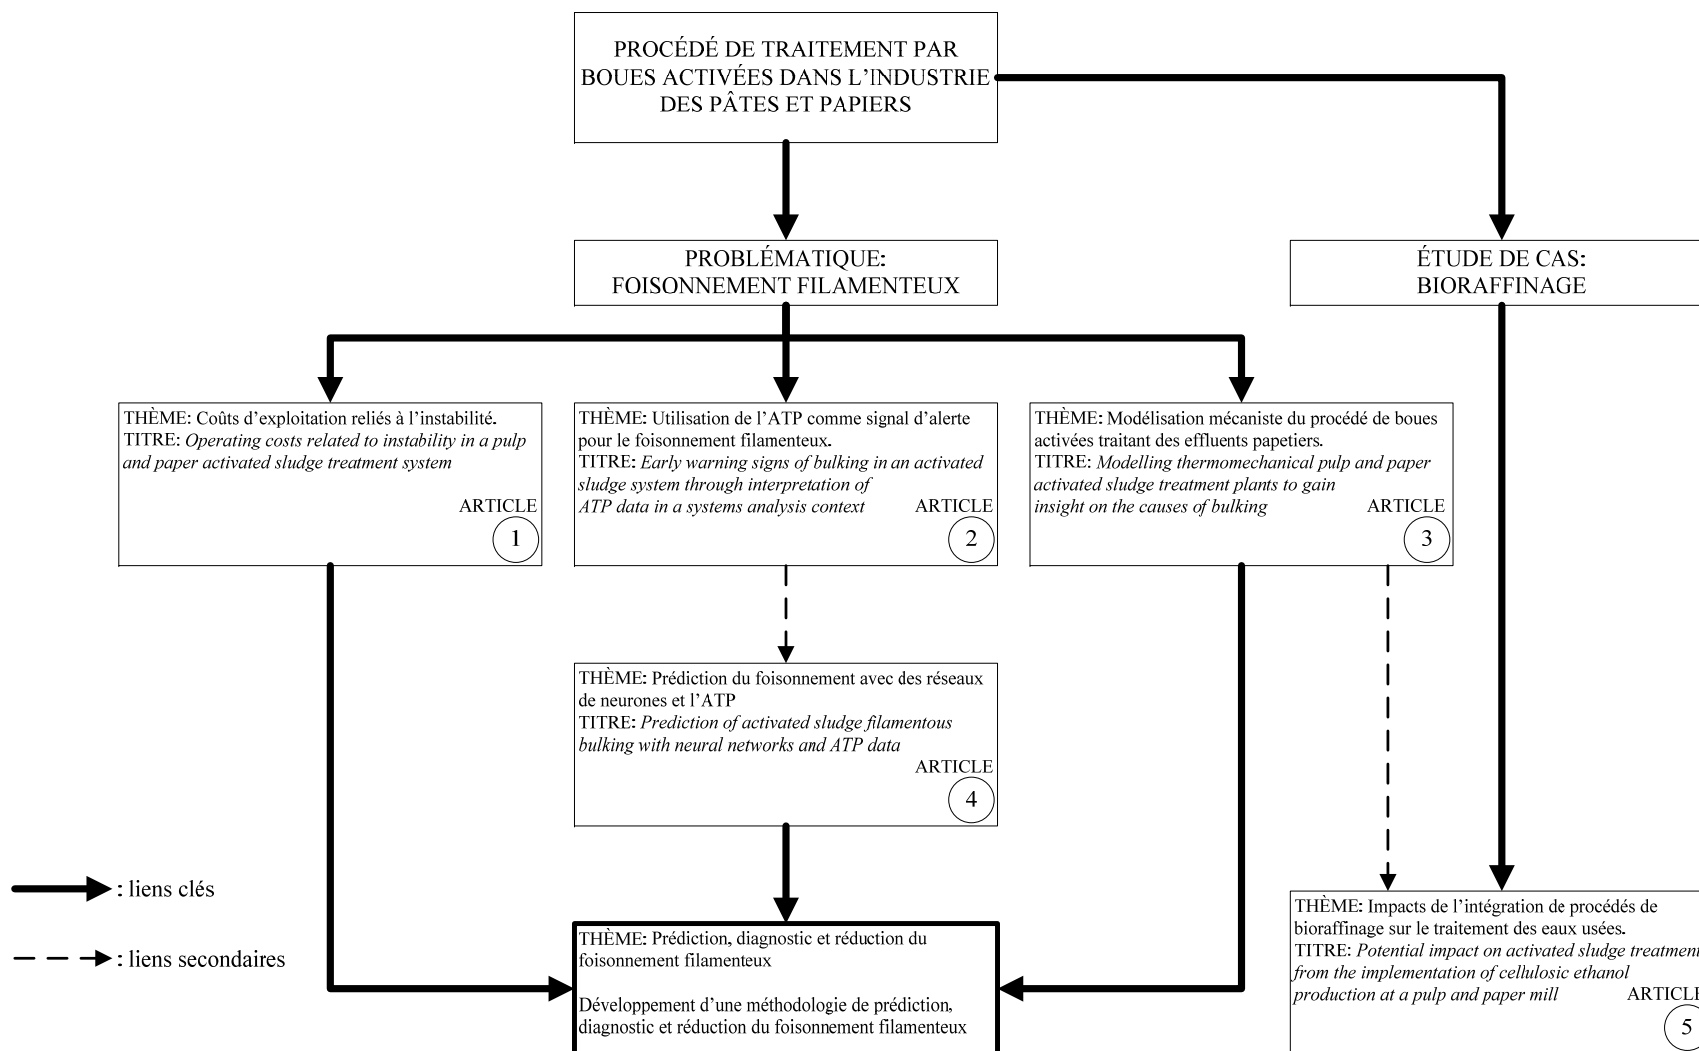 PROCÉDÉ DE TRAITEMENT PAR
BOUES ACTIVÉES DANS L'INDUSTRIE
DES PÂTES ET PAPIERS
PROBLÉMATIQUE:
FOISONNEMENT FILAMENTEUX
ÉTUDE DE CAS:
BIORAFFINAGE
THÈME: Coûts d'exploitation reliés à l'instabilité.
TITRE: Operating costs related to instability in a pulp
and paper activated sludge treatment system
ARTICLE
1
THÈME: Utilisation de l'ATP comme signal d'alerte
pour le foisonnement filamenteux.
TITRE: Early warning signs of bulking in an activated
sludge system through interpretation of
ATP data in a systems analysis context
ARTICLE
2
THÈME: Modélisation mécaniste du procédé de boues
activées traitant des effluents papetiers.
TITRE: Modelling thermomechanical pulp and paper
activated sludge treatment plants to gain
insight on the causes of bulking
ARTICLE
3
THÈME: Prédiction du foisonnement avec des réseaux
de neurones et l'ATP
TITRE: Prediction of activated sludge filamentous
bulking with neural networks and ATP data
ARTICLE
4
: liens clés
: liens secondaires
THÈME: Prédiction, diagnostic et réduction du
foisonnement filamenteux
Développement d'une méthodologie de prédiction,
diagnostic et réduction du foisonnement filamenteux
THÈME: Impacts de l'intégration de procédés de
bioraffinage sur le traitement des eaux usées.
TITRE: Potential impact on activated sludge treatment
from the implementation of cellulosic ethanol
production at a pulp and paper mill
ARTICLE
5